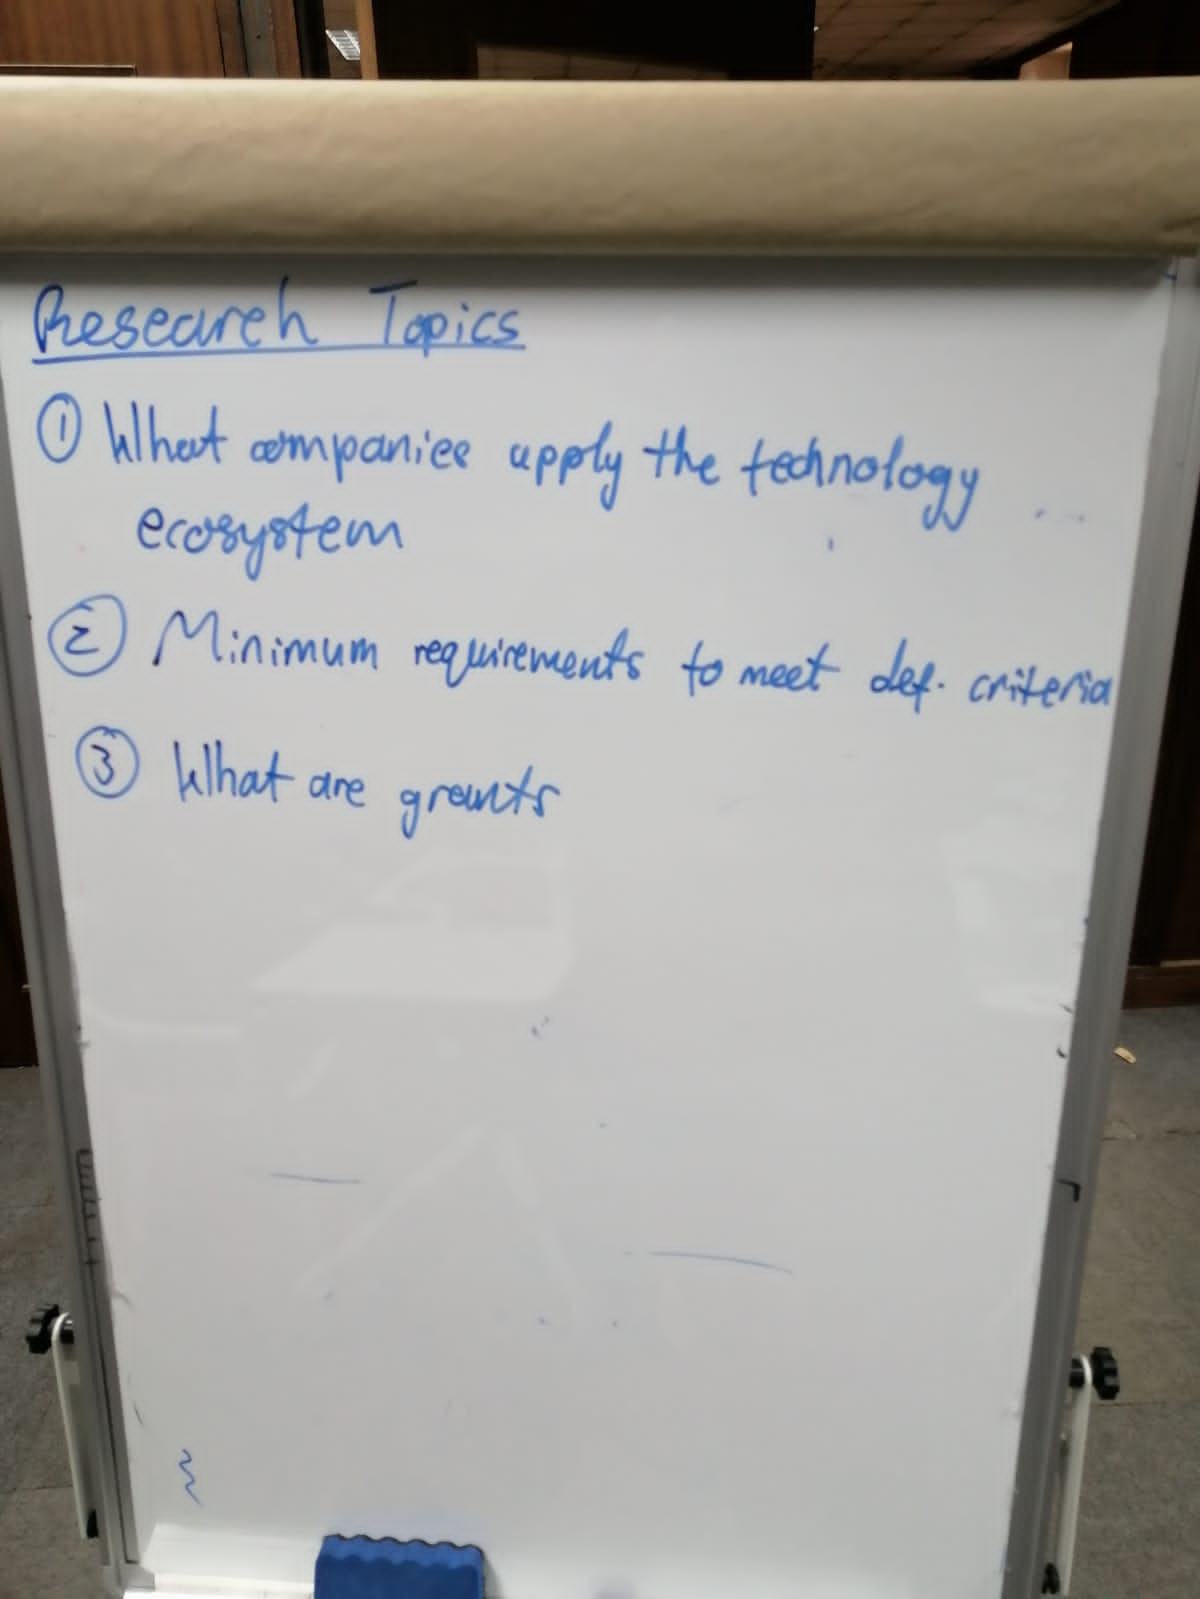 Research Topics
① What companies apply the technology
ecosystem
② Minimum requirements to meet def. criteria
③ What are grants